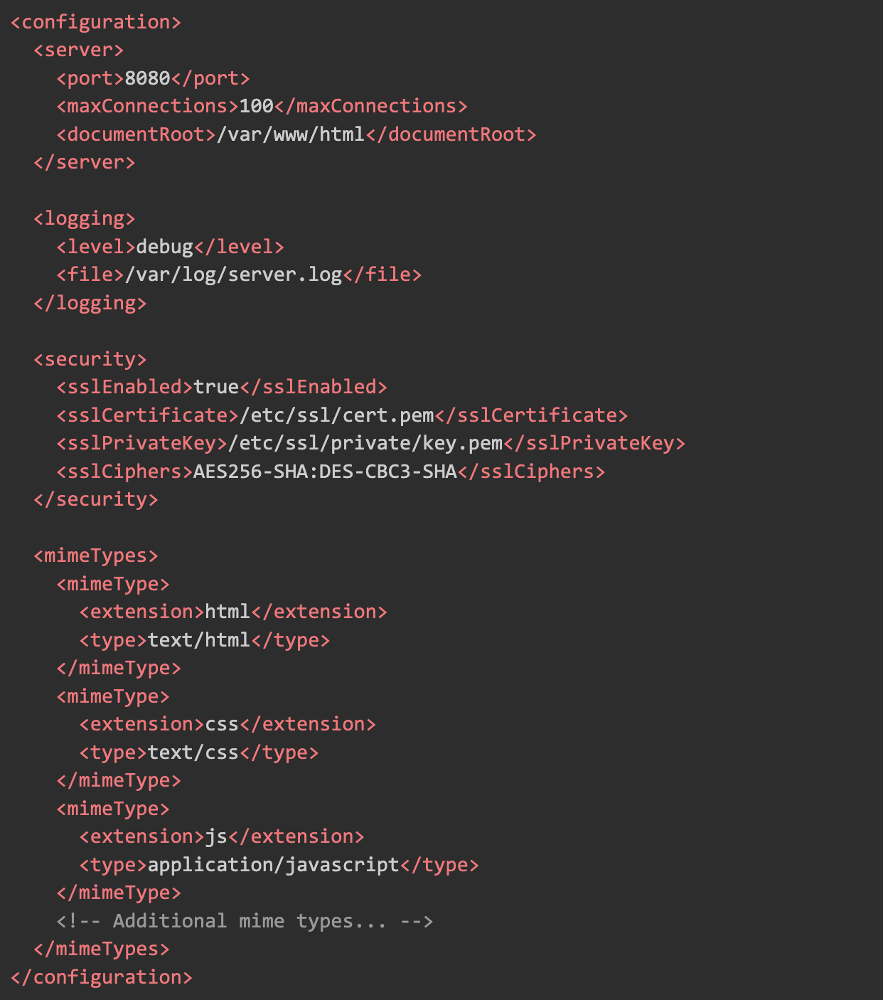 <configuration>
  <server>
    <port>8080</port>
    <maxConnections>100</maxConnections>
    <documentRoot>/var/www/html</documentRoot>
  </server>

  <logging>
    <level>debug</level>
    <file>/var/log/server.log</file>
  </logging>

  <security>
    <sslEnabled>true</sslEnabled>
    <sslCertificate>/etc/ssl/cert.pem</sslCertificate>
    <sslPrivateKey>/etc/ssl/private/key.pem</sslPrivateKey>
    <sslCiphers>AES256-SHA:DES-CBC3-SHA</sslCiphers>
  </security>

  <mimeTypes>
    <mimeType>
      <extension>html</extension>
      <type>text/html</type>
    </mimeType>
    <mimeType>
      <extension>css</extension>
      <type>text/css</type>
    </mimeType>
    <mimeType>
      <extension>js</extension>
      <type>application/javascript</type>
    </mimeType>
    <!-- Additional mime types... -->
  </mimeTypes>
</configuration>